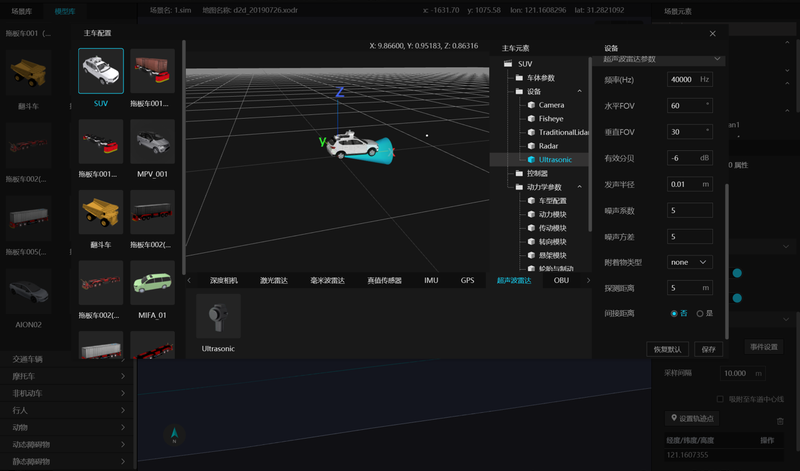 场景库
模型库
场景名: 1.sim
地图名称: d2d_20190726.xodr
x: -1631.70
y: 1075.58
lon: 121.1608296
lat: 31.2821092
场景元素
拖板车001 (
翻斗车
拖板车002(...
拖板车005(...
AION02
交通车辆
摩托车
非机动车
行人
动物
动态障碍物
静态障碍物
主车配置
SUV
拖板车001...
拖板车001...
MPV_001
翻斗车
拖板车002(...
拖板车002(...
MIFA_01
X: 9.86600, Y: 0.95183, Z: 0.86316
Z
y
主车元素
SUV
车体参数
设备
Camera
Fisheye
TraditionalLidar
Radar
Ultrasonic
控制器
动力学参数
车型配置
动力模块
传动模块
转向模块
悬架模块
轮胎与制动
深度相机
激光雷达
毫米波雷达
真值传感器
IMU
GPS
超声波雷达
OBU
Ultrasonic
设备
超声波雷达参数
频率(Hz)
40000
Hz
水平FOV
60
°
垂直FOV
30
°
有效分贝
-6
dB
发声半径
0.01
m
噪声系数
5
噪声方差
5
附着物类型
none
探测距离
5
m
间接距离
否
是
恢复默认
保存
an1
0 属性
事件设置
采样间隔
10.000
m
吸附至车道中心线
设置轨迹点
经度/纬度/高度
操作
121.1607355
N